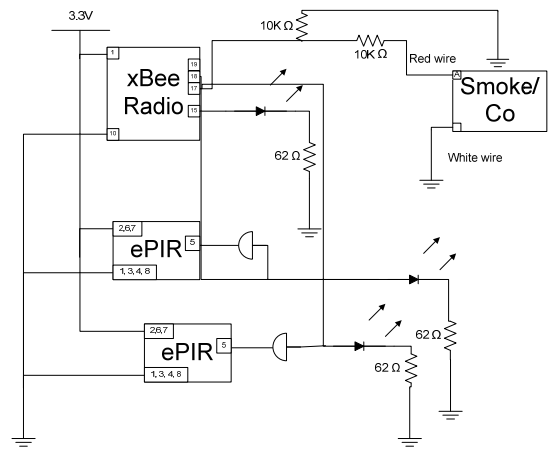 3.3V
10K Ω
10K Ω
Red wire
1
19
18
17
15
10
xBee
Radio
A
Smoke/
Co
White wire
62 Ω
2,6,7
5
ePIR
1, 3, 4, 8
2,6,7
5
ePIR
1, 3, 4, 8
62 Ω
62 Ω